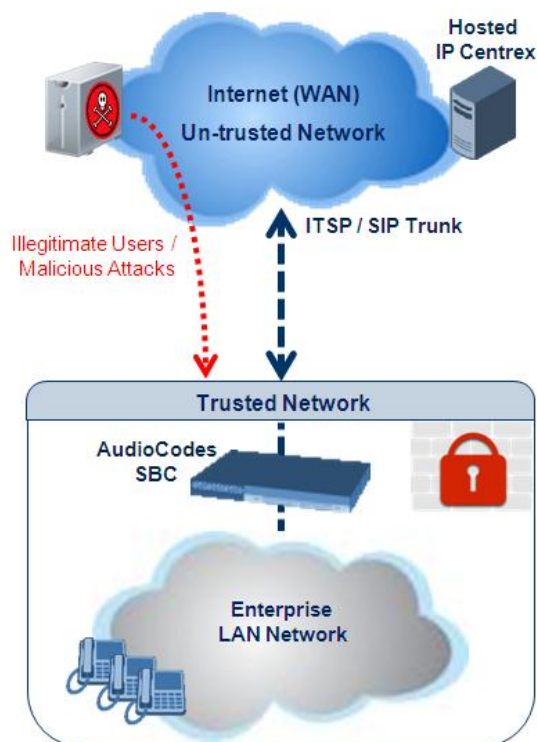 Hosted
IP Centrex
Internet (WAN)
Un-trusted Network
ITSP / SIP Trunk
Illegitimate Users /
Malicious Attacks
Trusted Network
AudioCodes
SBC
Enterprise
LAN Network